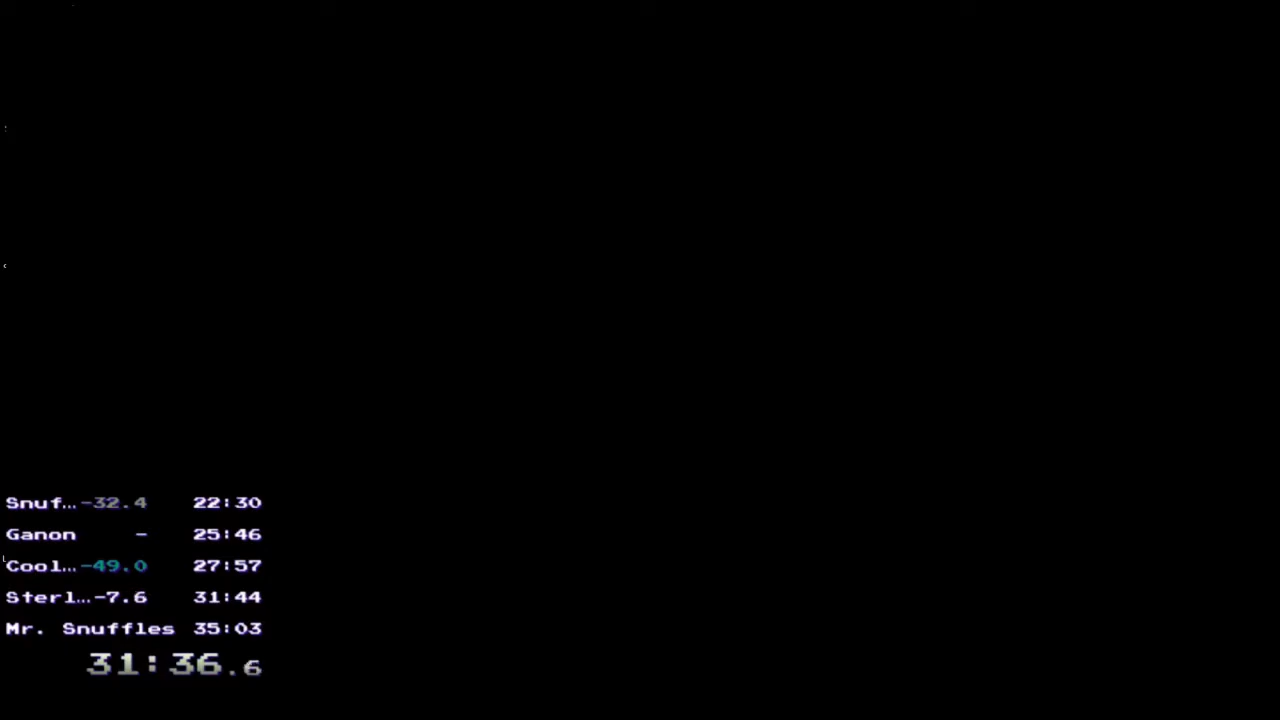 Snuf…-32.4 22:30
Ganon - 25:46
Cool…-49.0 27:57
Sterl…-7.6 31:44
Mr. Snuffles 35:03
31:36.6